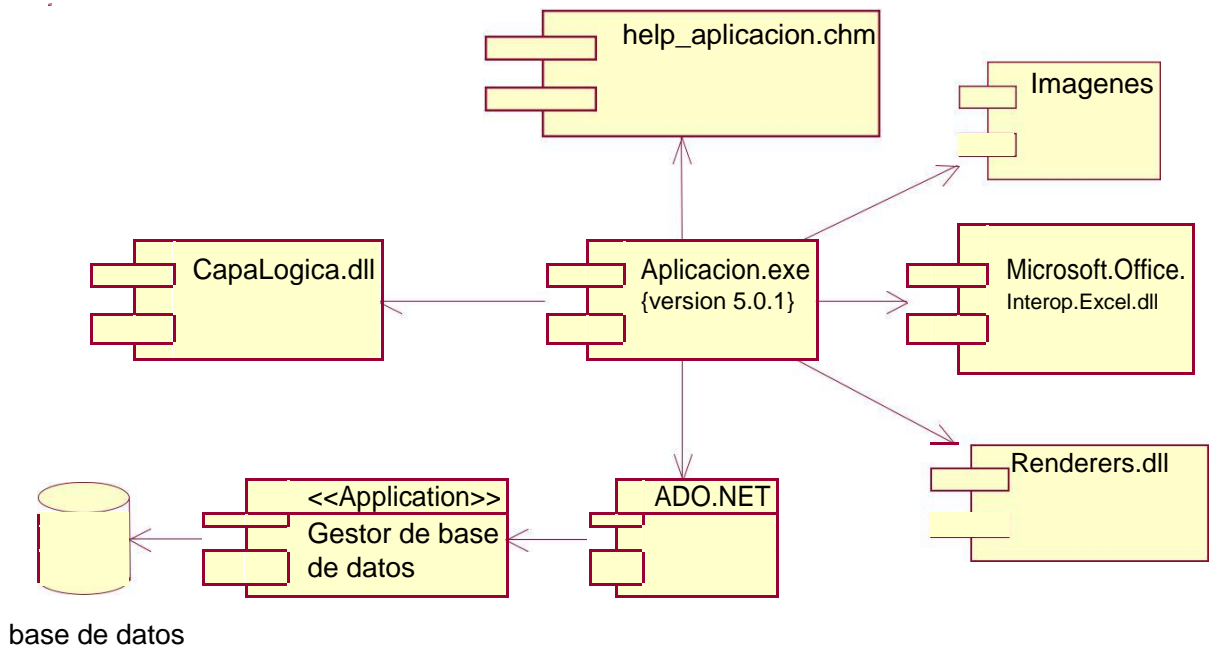 help_aplicacion.chm
Imagenes
CapaLogica.dll
Aplicacion.exe
{version 5.0.1}
Microsoft.Office.
Interop.Excel.dll
Renderers.dll
<<Application>>
Gestor de base
de datos
ADO.NET
base de datos